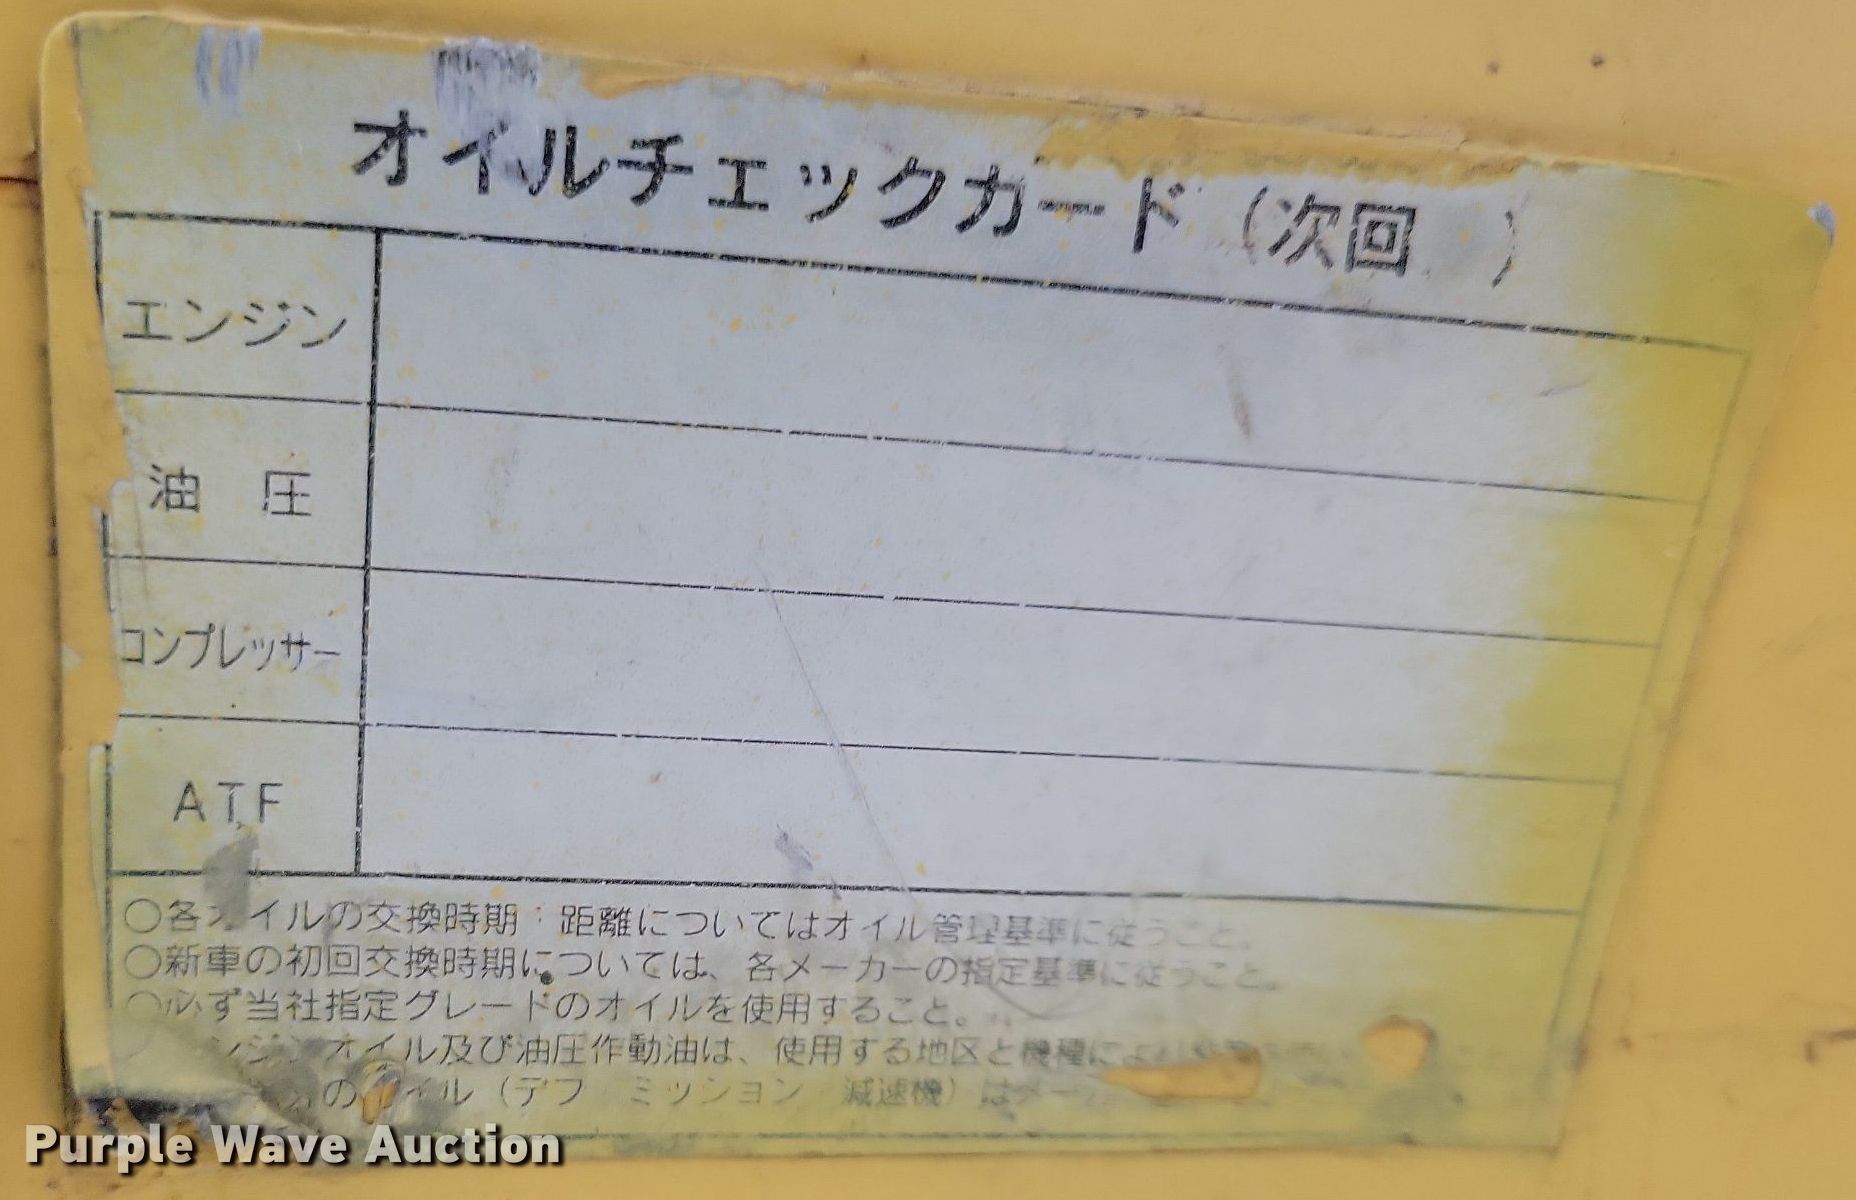 オイルチェックカード（次回　）
エンジン
油　圧
コンプレッサー
ATF
○各オイルの交換時期：距離についてはオイル管理基準に従うこと。
○新車の初回交換時期については、各メーカーの指定基準に従うこと。
○必ず当社指定グレードのオイルを使用すること。
オイル及び油圧作動油は、使用する地区と機種によ
のオイル（デフ　ミッション　減速機）はメー
Purple Wave Auction